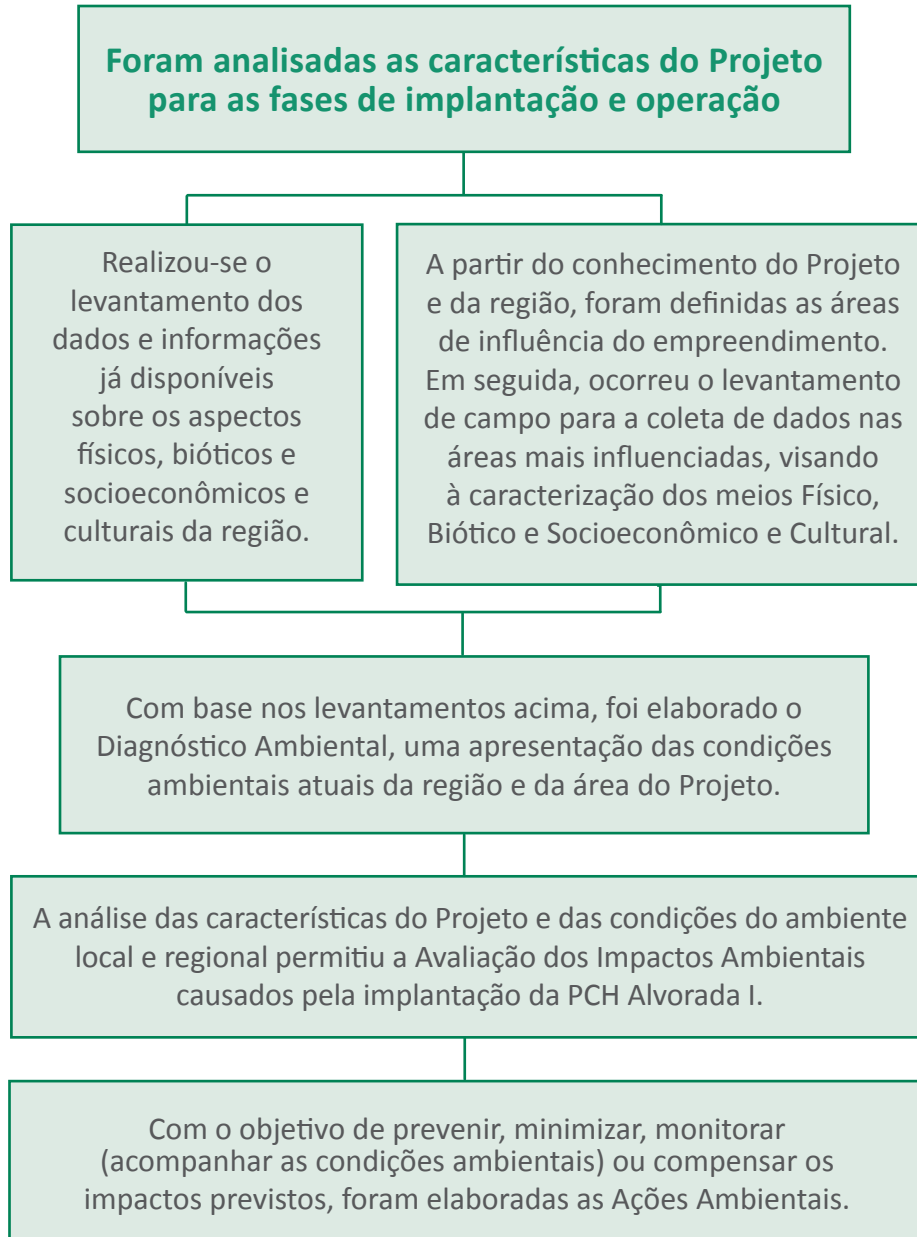 Foram analisadas as características do Projeto
para as fases de implantação e operação
Realizou-se o
levantamento dos
dados e informações
já disponíveis
sobre os aspectos
físicos, bióticos e
socioeconômicos e
culturais da região.
A partir do conhecimento do Projeto
e da região, foram definidas as áreas
de influência do empreendimento.
Em seguida, ocorreu o levantamento
de campo para a coleta de dados nas
áreas mais influenciadas, visando
à caracterização dos meios Físico,
Biótico e Socioeconômico e Cultural.
Com base nos levantamentos acima, foi elaborado o
Diagnóstico Ambiental, uma apresentação das condições
ambientais atuais da região e da área do Projeto.
A análise das características do Projeto e das condições do ambiente
local e regional permitiu a Avaliação dos Impactos Ambientais
causados pela implantação da PCH Alvorada I.
Com o objetivo de prevenir, minimizar, monitorar
(acompanhar as condições ambientais) ou compensar os
impactos previstos, foram elaboradas as Ações Ambientais.